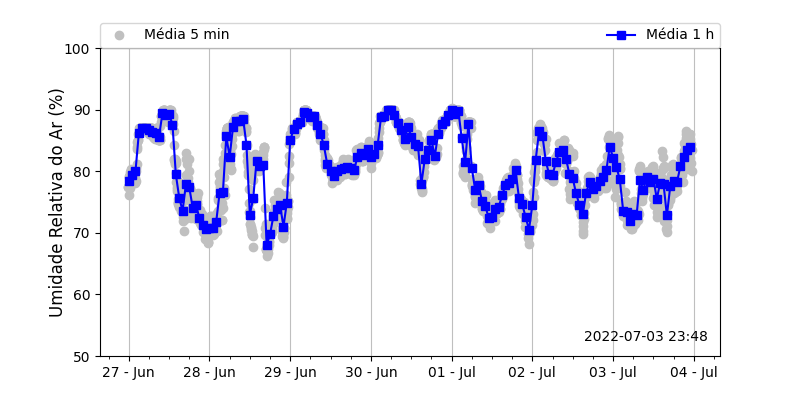 Média 5 min Média 1 h
Umidade Relativa do Ar (%)
100
90
80
70
60
50
2022-07-03 23:48
27 - Jun 28 - Jun 29 - Jun 30 - Jun 01 - Jul 02 - Jul 03 - Jul 04 - Jul